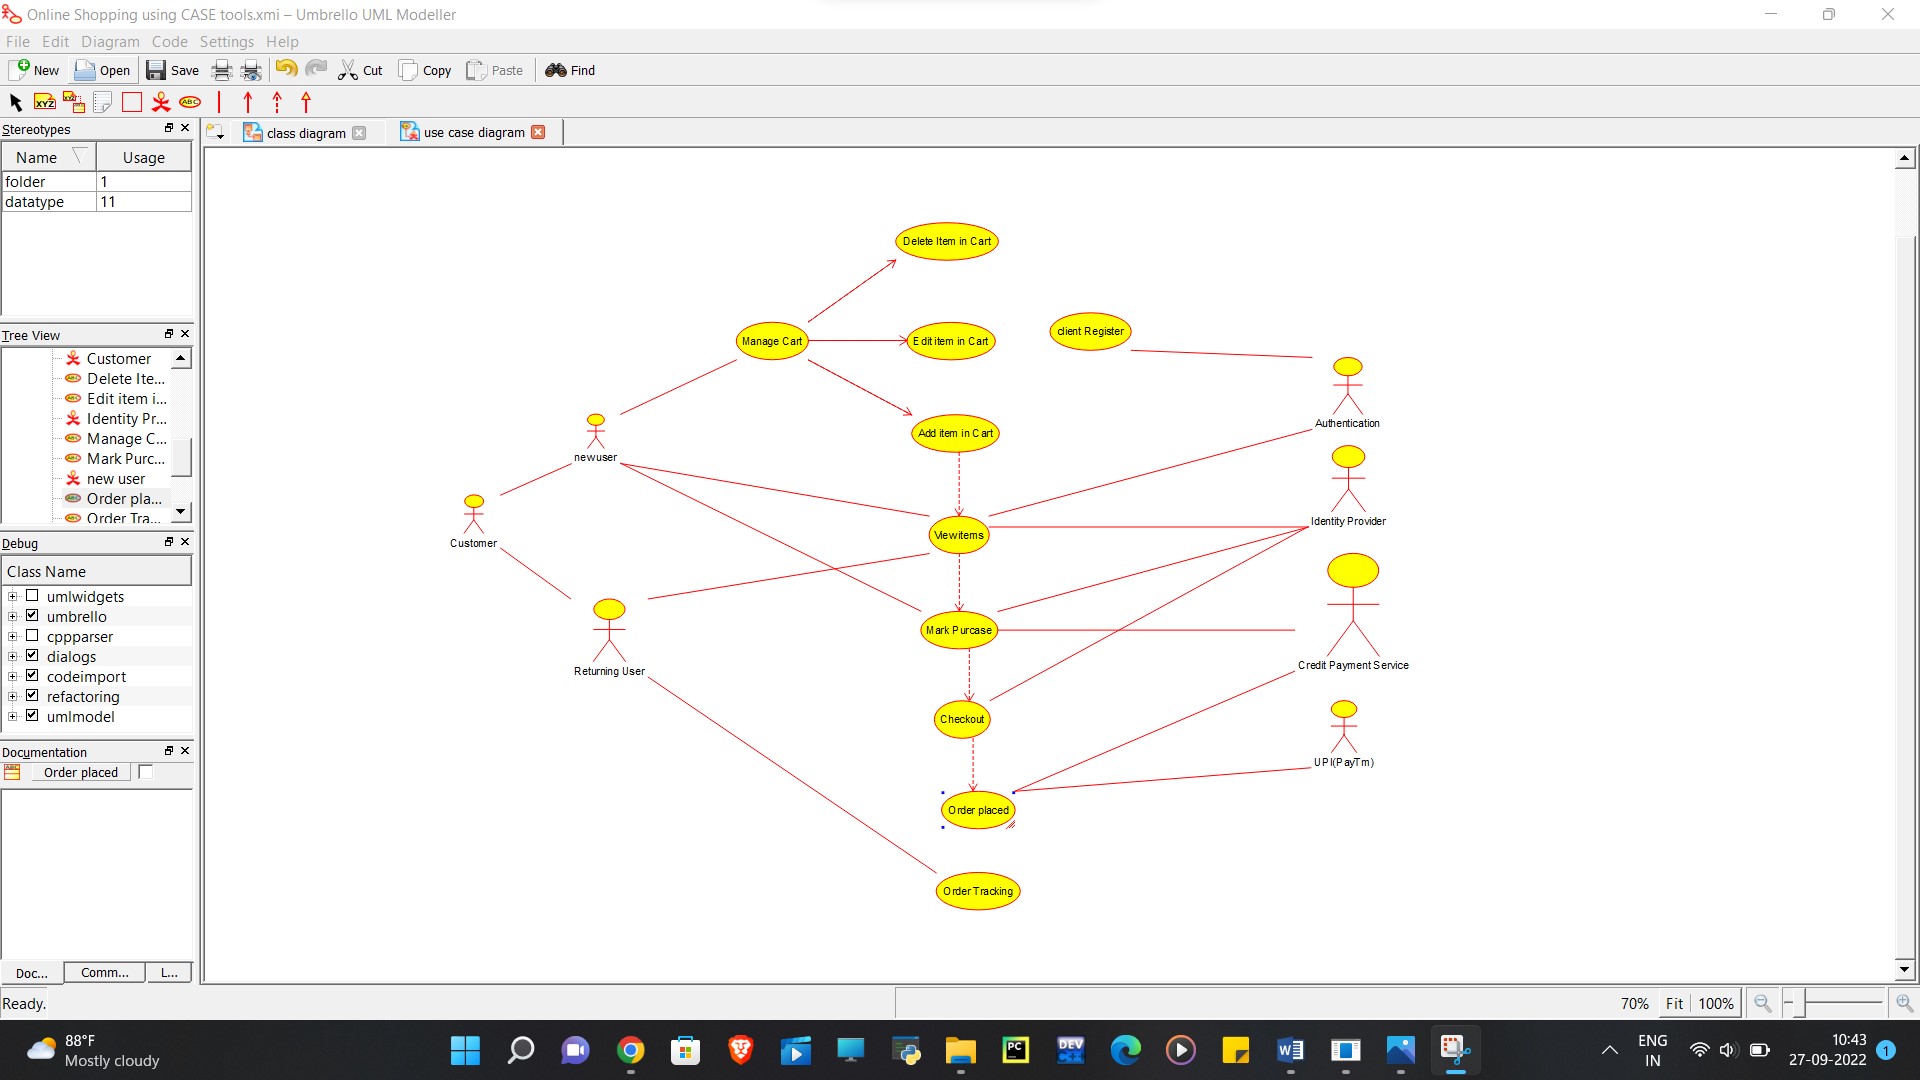 Online Shopping using CASE tools.xmi – Umbrello UML Modeller
File Edit Diagram Code Settings Help
New Open Save Cut Copy Paste Find
XYZ XYZ ABC
Stereotypes
class diagram use case diagram
Name Usage
folder 1
datatype 11
Tree View
Customer
Delete Ite...
Edit item i...
Identity Pr...
Manage C...
Mark Purc...
new user
Order pla...
Order Tra...
Debug
Class Name
umlwidgets
umbrello
cppparser
dialogs
codeimport
refactoring
umlmodel
Documentation
Order placed
Doc... Comm... L...
Delete Item in Cart
client Register
Manage Cart
Edit item in Cart
Authentication
Add item in Cart
newuser
Identity Provider
Customer
Viewitems
Mark Purcase
Credit Payment Service
Returning User
Checkout
UPI(PayTm)
Order placed
Order Tracking
Ready.
70% Fit 100%
88°F
Mostly cloudy
PC
DEV
ENG
IN
10:43
27-09-2022
1